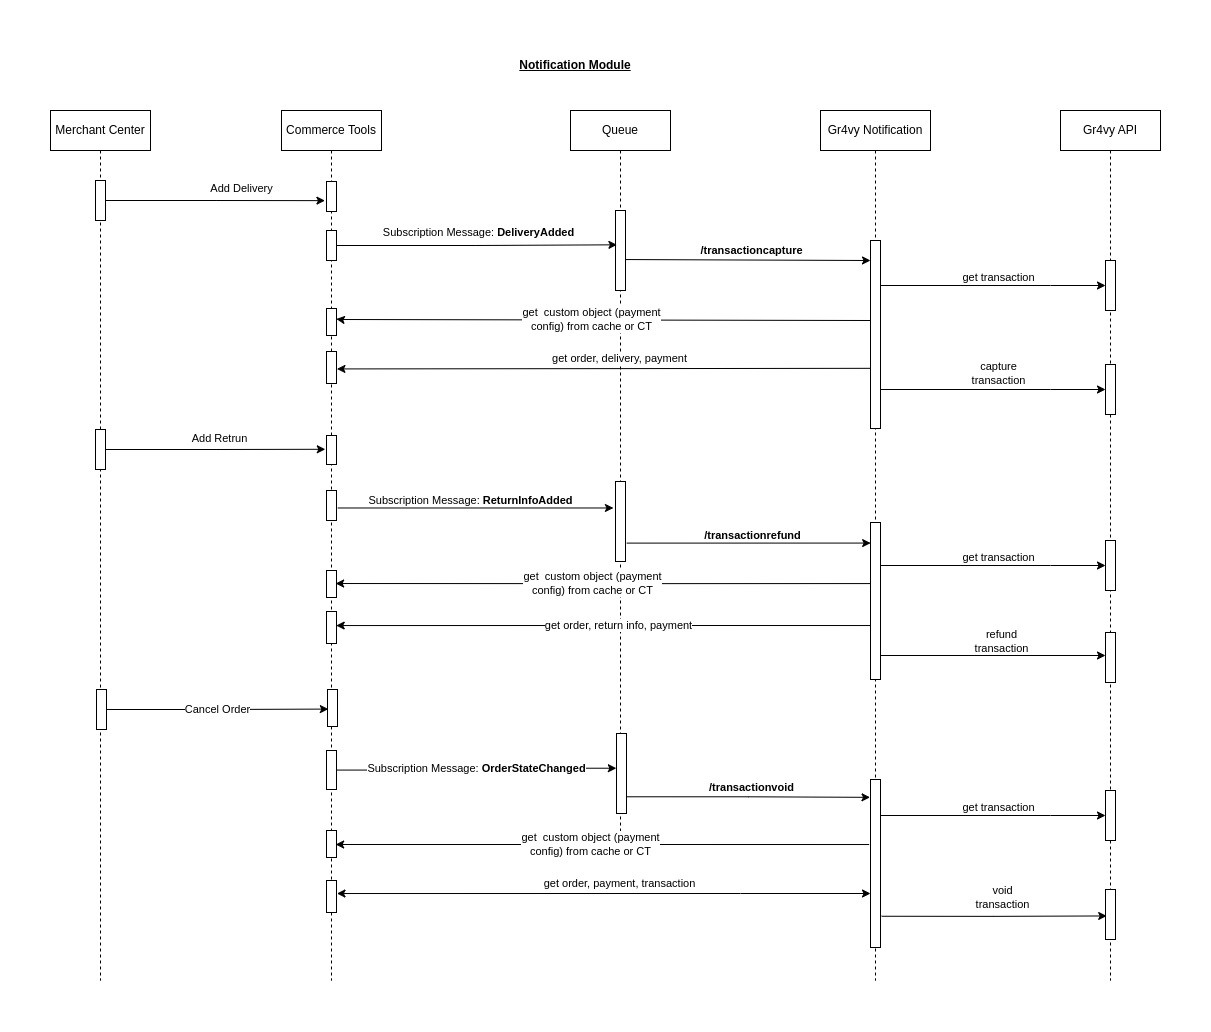 Notification Module
Merchant Center
Commerce Tools
Queue
Gr4vy Notification
Gr4vy API
Add Delivery
Subscription Message: DeliveryAdded
/transactioncapture
get transaction
get  custom object (payment
config) from cache or CT
get order, delivery, payment
capture
transaction
Add Retrun
Subscription Message: ReturnInfoAdded
/transactionrefund
get transaction
get  custom object (payment
config) from cache or CT
get order, return info, payment
refund
transaction
Cancel Order
Subscription Message: OrderStateChanged
/transactionvoid
get transaction
get  custom object (payment
config) from cache or CT
get order, payment, transaction
void
transaction